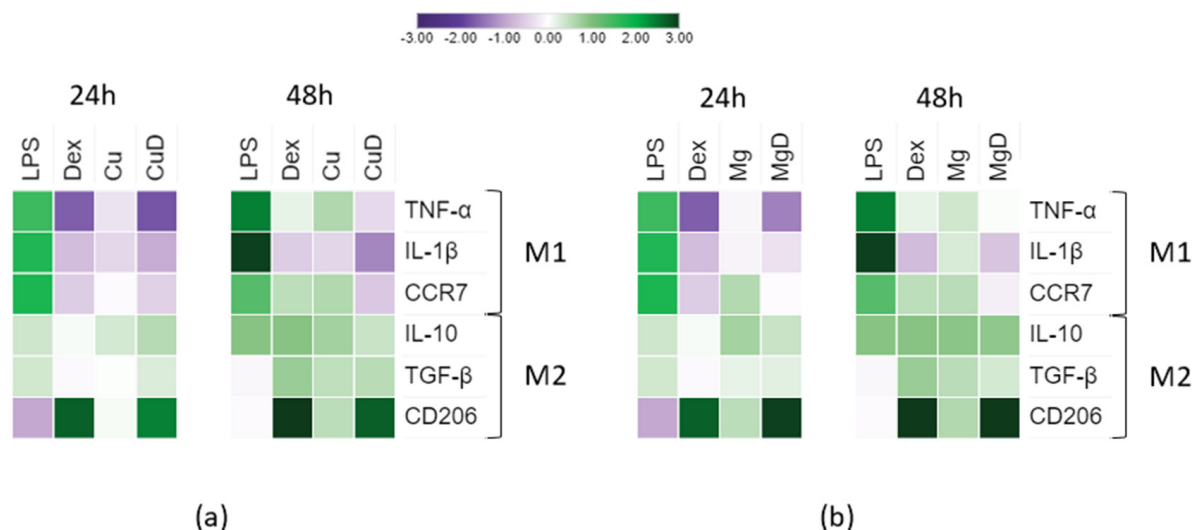 -3.00 -2.00 -1.00 0.00 1.00 2.00 3.00
24h 48h 24h 48h
LPS Dex Cu CuD LPS Dex Cu CuD LPS Dex Mg MgD LPS Dex Mg MgD
TNF-α TNF-α
IL-1β M1 IL-1β M1
CCR7 CCR7
IL-10 IL-10
TGF-β M2 TGF-β M2
CD206 CD206
(a) (b)